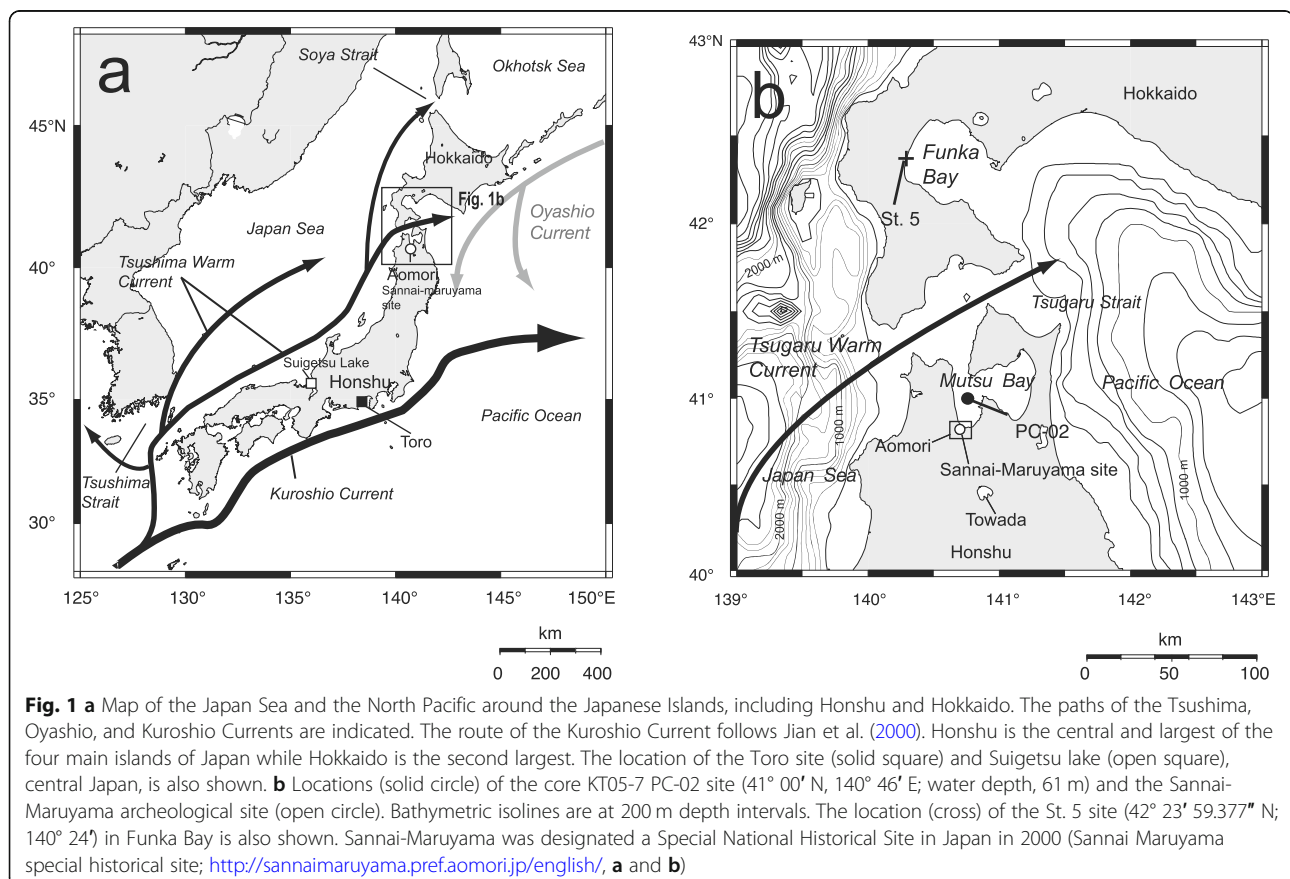 a
Soya Strait
Okhotsk Sea
45°N
Hokkaido
Fig. 1b
Japan Sea
Oyashio
Current
Tsushima Warm
Current
40°
Aomori
Sannai-maruyama
site
Suigetsu Lake
Honshu
35°
Pacific Ocean
Toro
Tsushima
Strait
Kuroshio Current
30°
125°
130°
135°
140°
145°
150°E
km
0 200 400
43°N
b
Hokkaido
Funka
Bay
St. 5
42°
2000 m
Tsugaru Strait
Tsugaru Warm
Current
Mutsu Bay
Pacific Ocean
41°
1000 m
PC-02
Aomori
Sannai-Maruyama site
Japan Sea
1000 m
2000 m
Towada
Honshu
40°
139°
140°
141°
142°
143°E
km
0 50 100
Fig. 1 a Map of the Japan Sea and the North Pacific around the Japanese Islands, including Honshu and Hokkaido. The paths of the Tsushima,
Oyashio, and Kuroshio Currents are indicated. The route of the Kuroshio Current follows Jian et al. (2000). Honshu is the central and largest of the
four main islands of Japan while Hokkaido is the second largest. The location of the Toro site (solid square) and Suigetsu lake (open square),
central Japan, is also shown. b Locations (solid circle) of the core KT05-7 PC-02 site (41° 00′ N, 140° 46′ E; water depth, 61 m) and the Sannai-
Maruyama archeological site (open circle). Bathymetric isolines are at 200 m depth intervals. The location (cross) of the St. 5 site (42° 23′ 59.377″ N;
140° 24′) in Funka Bay is also shown. Sannai-Maruyama was designated a Special National Historical Site in Japan in 2000 (Sannai Maruyama
special historical site; http://sannaimaruyama.pref.aomori.jp/english/, a and b)